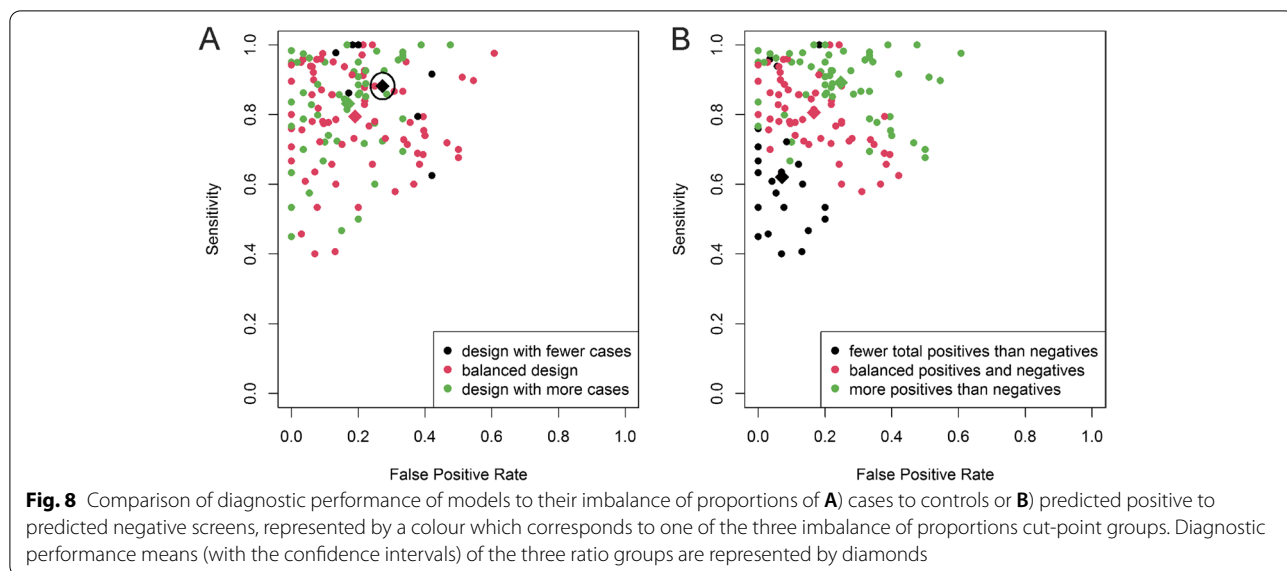 A
Sensitivity
1.0
0.8
0.6
0.4
0.2
0.0
design with fewer cases
balanced design
design with more cases
0.0 0.2 0.4 0.6 0.8 1.0
False Positive Rate
B
Sensitivity
1.0
0.8
0.6
0.4
0.2
0.0
fewer total positives than negatives
balanced positives and negatives
more positives than negatives
0.0 0.2 0.4 0.6 0.8 1.0
False Positive Rate
Fig. 8 Comparison of diagnostic performance of models to their imbalance of proportions of A) cases to controls or B) predicted positive to
predicted negative screens, represented by a colour which corresponds to one of the three imbalance of proportions cut-point groups. Diagnostic
performance means (with the confidence intervals) of the three ratio groups are represented by diamonds